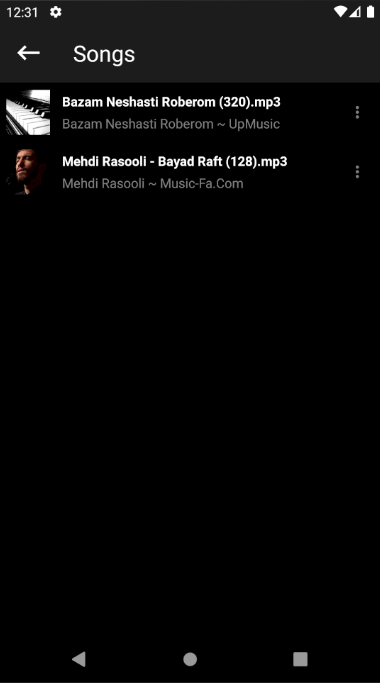 12:31
Songs
Bazam Neshasti Roberom (320).mp3
Bazam Neshasti Roberom ~ UpMusic
Mehdi Rasooli - Bayad Raft (128).mp3
Mehdi Rasooli ~ Music-Fa.Com